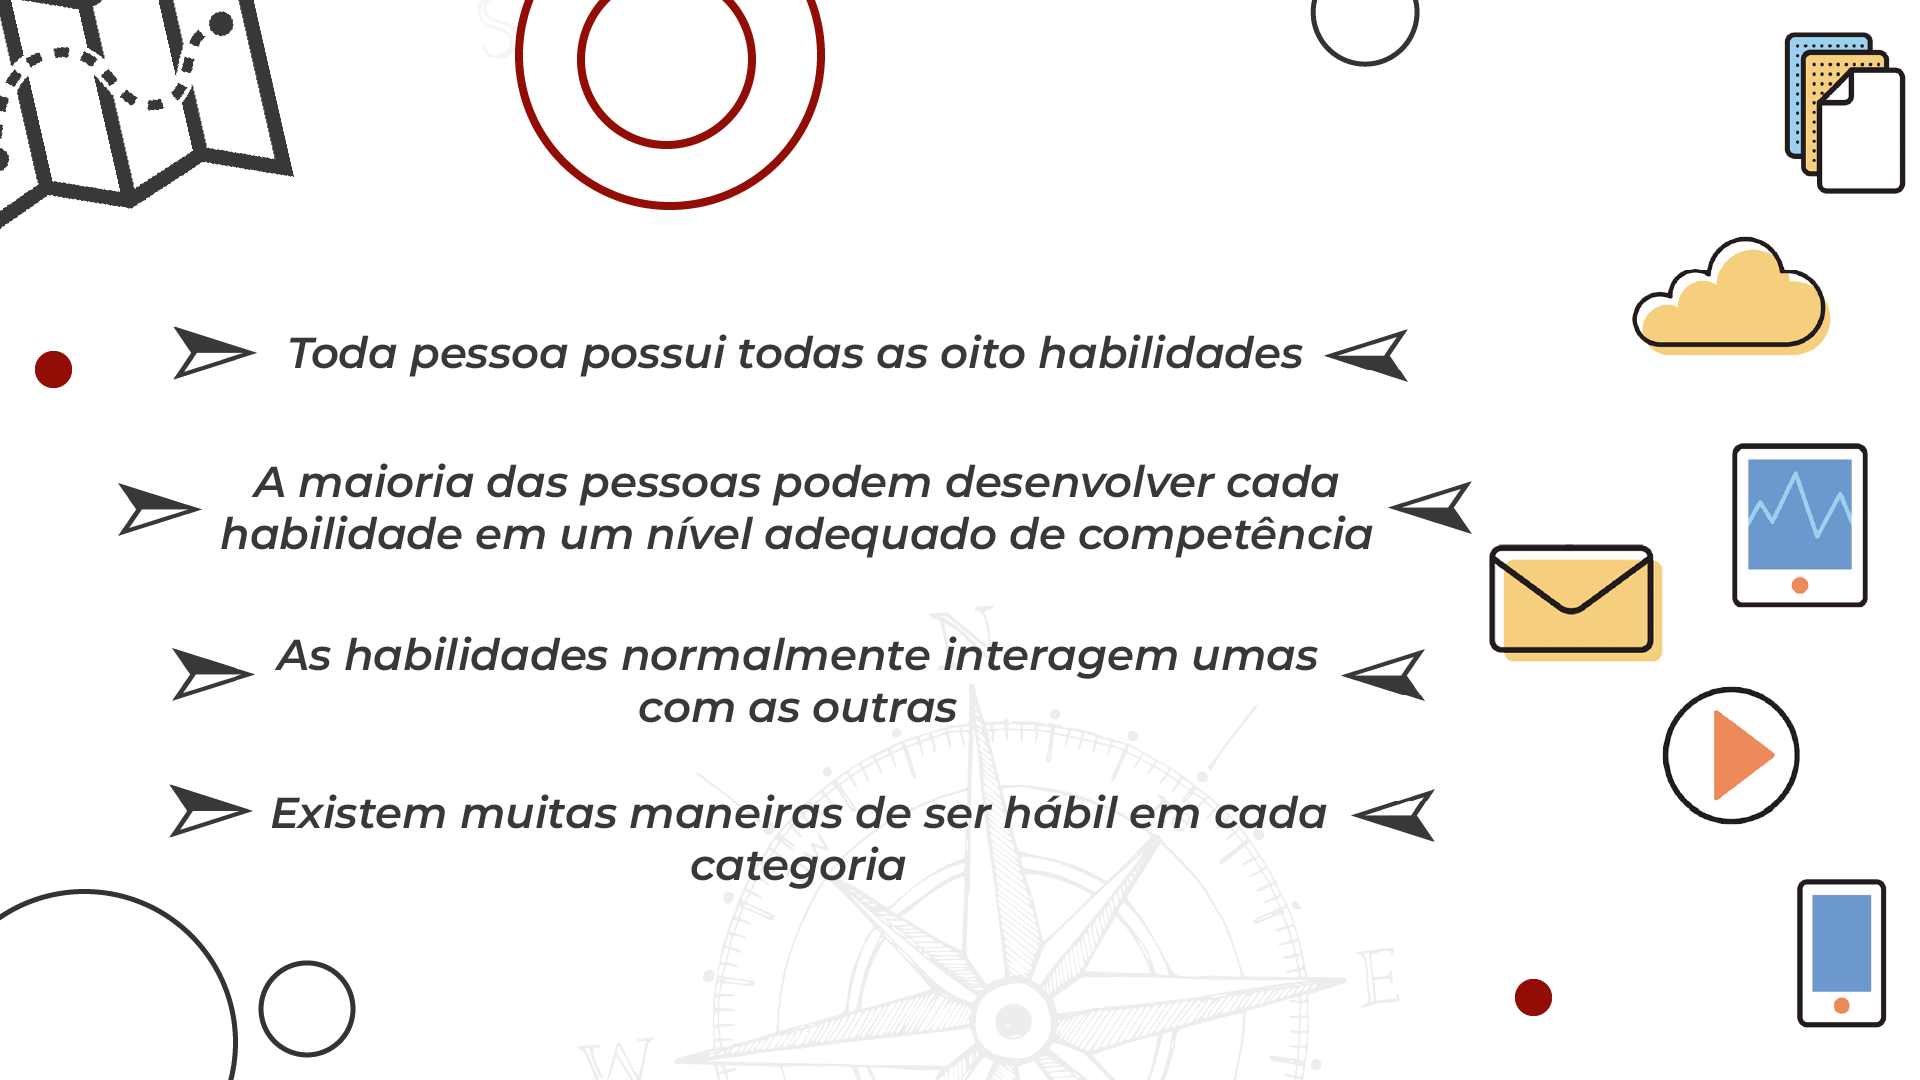 S
Toda pessoa possui todas as oito habilidades
A maioria das pessoas podem desenvolver cada
habilidade em um nível adequado de competência
N
As habilidades normalmente interagem umas
com as outras
Existem muitas maneiras de ser hábil em cada
categoria
E
W